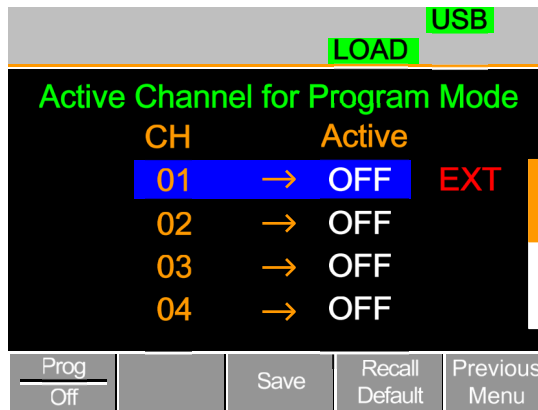 USB
LOAD
Active Channel for Program Mode
CH Active
01 → OFF EXT
02 → OFF
03 → OFF
04 → OFF
Prog Save Recall Previous
Off Default Menu